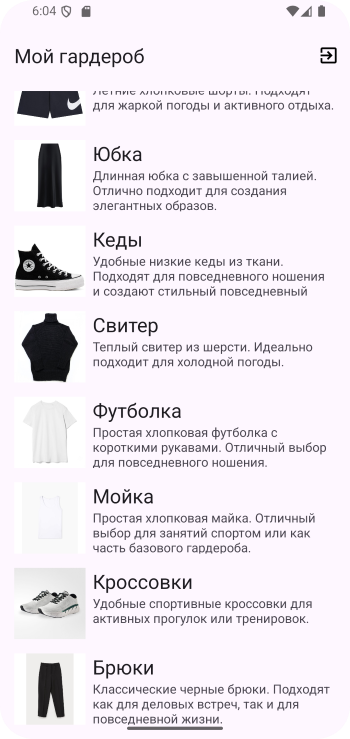 6:04
Мой гардероб
Летние хлопковые шорты. Подходят
для жаркой погоды и активного отдыха.
Юбка
Длинная юбка с завышенной талией.
Отлично подходит для создания
элегантных образов.
Кеды
Удобные низкие кеды из ткани.
Подходят для повседневного ношения
и создают стильный повседневный
Свитер
Теплый свитер из шерсти. Идеально
подходит для холодной погоды.
Футболка
Простая хлопковая футболка с
короткими рукавами. Отличный выбор
для повседневного ношения.
Мойка
Простая хлопковая майка. Отличный
выбор для занятий спортом или как
часть базового гардероба.
Кроссовки
Удобные спортивные кроссовки для
активных прогулок или тренировок.
Брюки
Классические черные брюки. Подходят
как для деловых встреч, так и для
повседневной жизни.